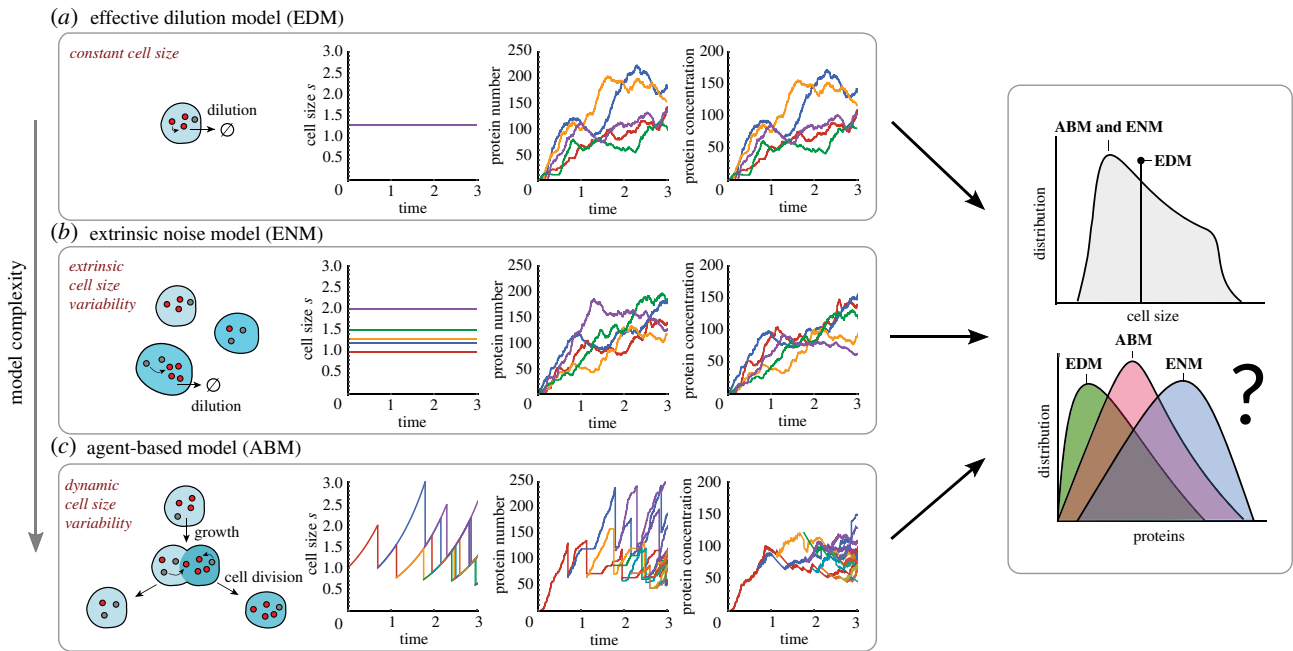 (a) effective dilution model (EDM)
constant cell size
dilution
∅
cell size s
3.0
2.5
2.0
1.5
1.0
0.5
0
1
2
3
time
protein number
250
200
150
100
50
0
1
2
3
time
protein concentration
200
150
100
50
0
1
2
3
time
model complexity
(b) extrinsic noise model (ENM)
extrinsic
cell size
variability
∅
dilution
cell size s
3.0
2.5
2.0
1.5
1.0
0.5
0
1
2
3
time
protein number
250
200
150
100
50
0
1
2
3
time
protein concentration
200
150
100
50
0
1
2
3
time
(c) agent-based model (ABM)
dynamic
cell size
variability
growth
cell division
cell size s
3.0
2.5
2.0
1.5
1.0
0.5
0
1
2
3
time
protein number
250
200
150
100
50
0
1
2
3
time
protein concentration
200
150
100
50
0
1
2
3
time
ABM and ENM
EDM
distribution
cell size
EDM
ABM
ENM
?
distribution
proteins